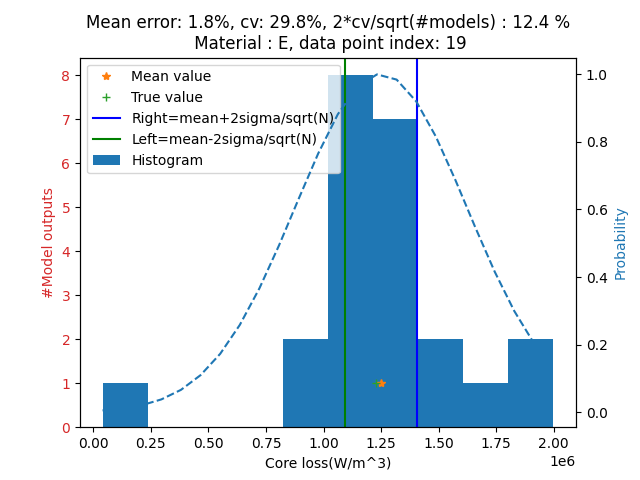 Mean error: 1.8%, cv: 29.8%, 2*cv/sqrt(#models) : 12.4 %
Material : E, data point index: 19
Mean value
True value
Right=mean+2sigma/sqrt(N)
Left=mean-2sigma/sqrt(N)
Histogram
#Model outputs
8
7
6
5
4
3
2
1
0
1.0
0.8
0.6
0.4
0.2
0.0
Probability
0.00 0.25 0.50 0.75 1.00 1.25 1.50 1.75 2.00
1e6
Core loss(W/m^3)